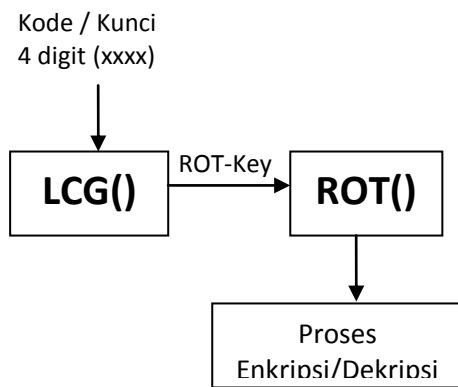 Kode / Kunci
4 digit (xxxx)
ROT-Key
LCG()
ROT()
Proses
Enkripsi/Dekripsi